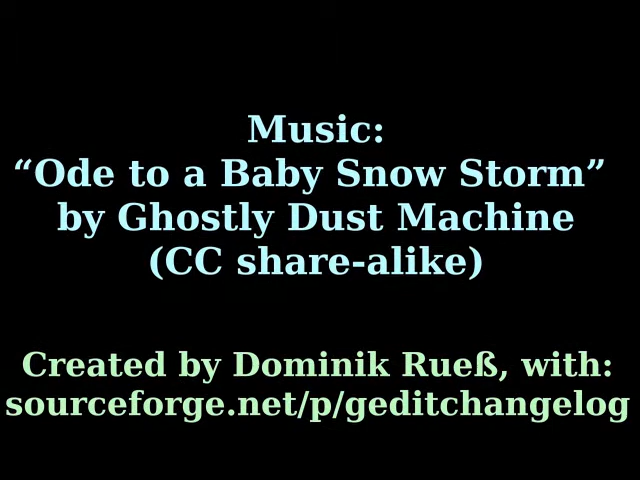 Music:
“Ode to a Baby Snow Storm”
by Ghostly Dust Machine
(CC share-alike)
Created by Dominik Rueß, with:
sourceforge.net/p/geditchangelog